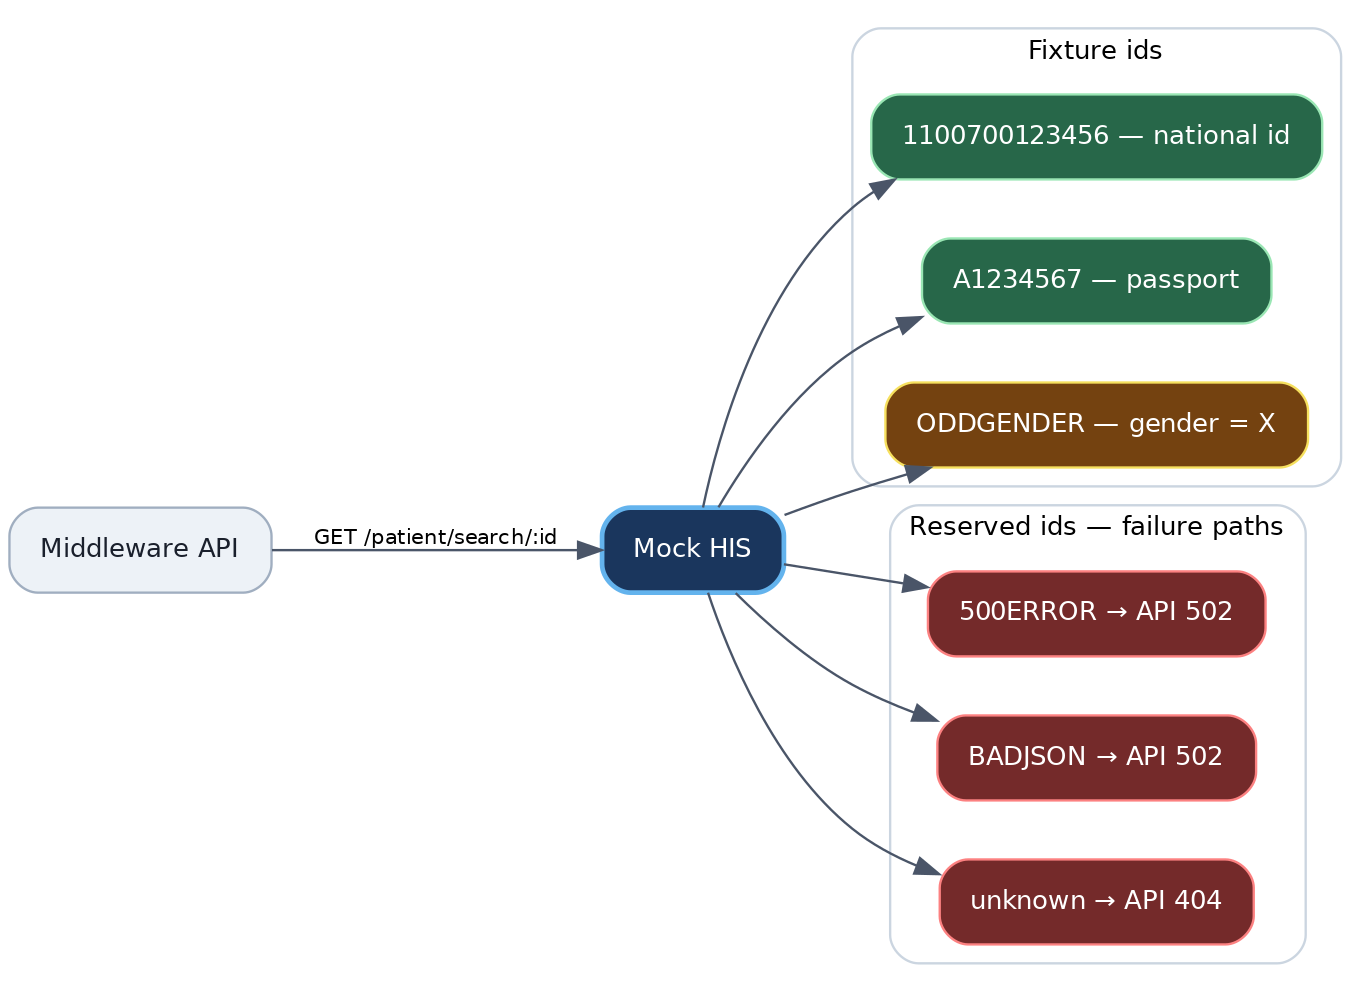 Fixture ids
1100700123456 — national id
A1234567 — passport
ODDGENDER — gender = X
Middleware API
GET /patient/search/:id
Mock HIS
Reserved ids — failure paths
500ERROR → API 502
BADJSON → API 502
unknown → API 404